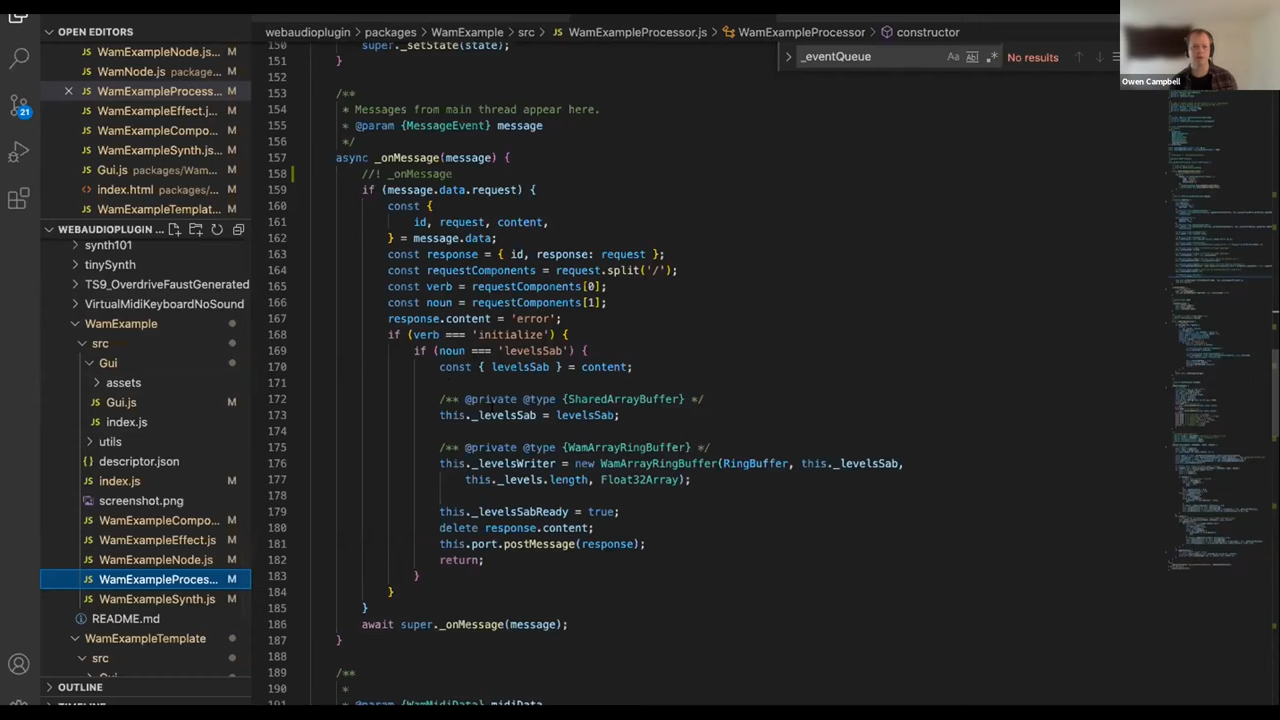 OPEN EDITORS
WamExampleNode.js... M
WamNode.js package... M
WamExampleProcess... M
WamExampleEffect.j... M
WamExampleCompo... M
WamExampleSynth.js... M
Gui.js packages/Wam... M
index.html packages/...
WamExampleTemplat... M
WEBAUDIOPLUGIN ...
synth101
tinySynth
TS9_OverdriveFaustGenerated
VirtualMidiKeyboardNoSound
WamExample
src
Gui
assets
Gui.js M
index.js
utils
descriptor.json
index.js M
screenshot.png
WamExampleCompo... M
WamExampleEffect.js M
WamExampleNode.js M
WamExampleProces... M
WamExampleSynth.js M
README.md
WamExampleTemplate
src
OUTLINE
21
webaudioplugin > packages > WamExample > src > WamExampleProcessor.js > WamExampleProcessor > constructor
_eventQueue Aa ab .* No results
Owen Campbell
150 super._setState(state);
151 }
152
153 /**
154 * Messages from main thread appear here.
155 * @param {MessageEvent} message
156 */
157 async _onMessage(message) {
158 //! _onMessage
159 if (message.data.request) {
160 const {
161 id, request, content,
162 } = message.data;
163 const response = { id, response: request };
164 const requestComponents = request.split('/');
165 const verb = requestComponents[0];
166 const noun = requestComponents[1];
167 response.content = 'error';
168 if (verb === 'initialize') {
169 if (noun === 'levelsSab') {
170 const { levelsSab } = content;
171
172 /** @private @type {SharedArrayBuffer} */
173 this._levelsSab = levelsSab;
174
175 /** @private @type {WamArrayRingBuffer} */
176 this._levelsWriter = new WamArrayRingBuffer(RingBuffer, this._levelsSab,
177 this._levels.length, Float32Array);
178
179 this._levelsSabReady = true;
180 delete response.content;
181 this.port.postMessage(response);
182 return;
183 }
184 }
185 }
186 await super._onMessage(message);
187 }
188
189 /**
190 *
191 * @param {WamMidiData} midiData